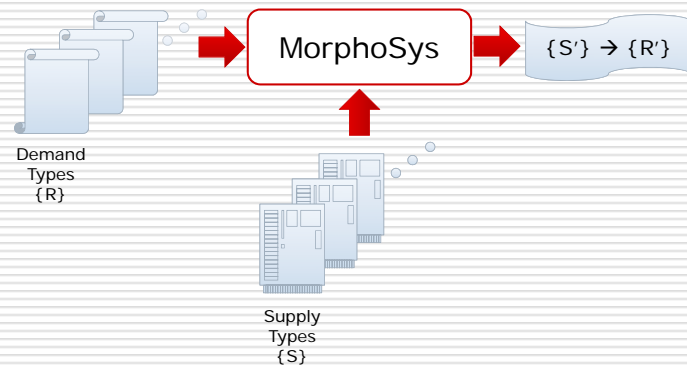 MorphoSys
{S’} → {R’}
Demand
Types
{R}
Supply
Types
{S}